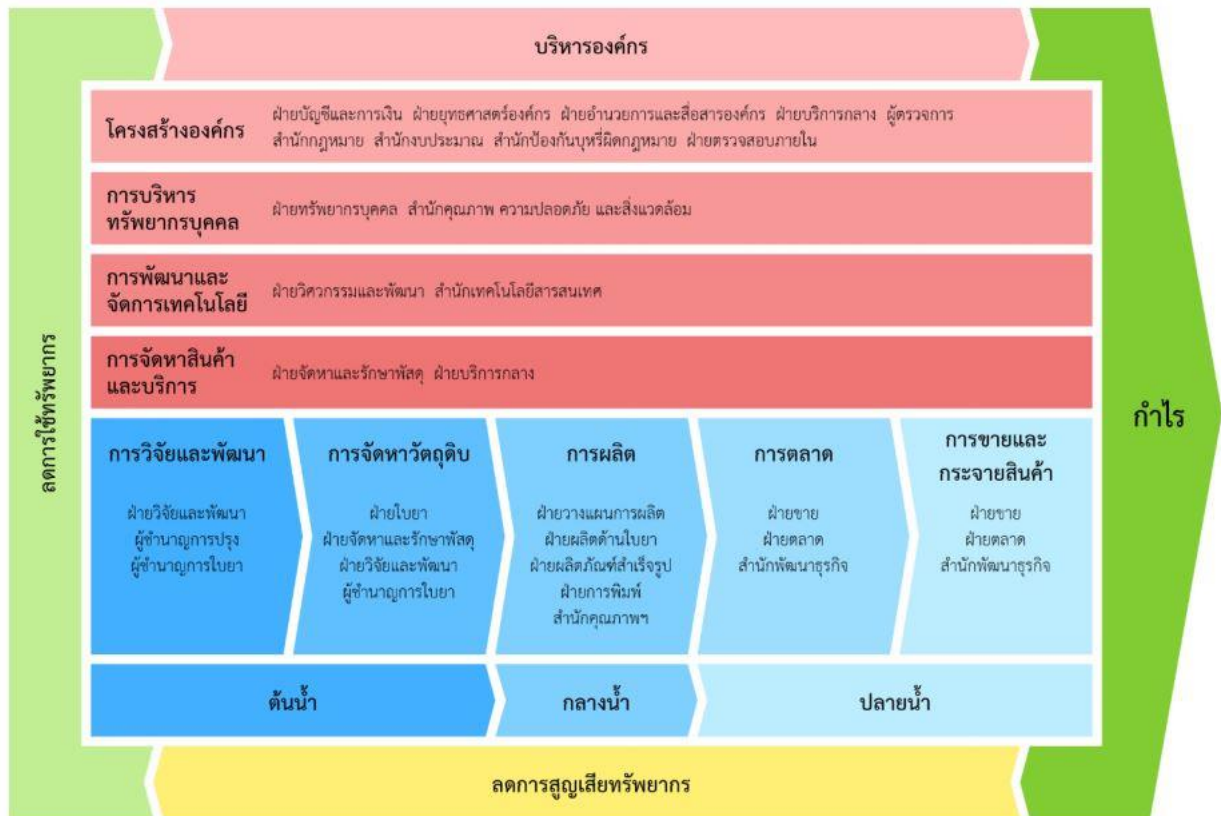 บริหารองค์กร
โครงสร้างองค์กร
ฝ่ายบัญชีและการเงิน ฝ่ายยุทธศาสตร์องค์กร ฝ่ายอำนวยการและสื่อสารองค์กร ฝ่ายบริการกลาง ผู้ตรวจการ
สำนักกฎหมาย สำนักงบประมาณ สำนักป้องกันบุหรี่ผิดกฎหมาย ฝ่ายตรวจสอบภายใน
การบริหาร
ทรัพยากรบุคคล
ฝ่ายทรัพยากรบุคคล สำนักคุณภาพ ความปลอดภัย และสิ่งแวดล้อม
การพัฒนาและ
จัดการเทคโนโลยี
ฝ่ายวิศวกรรมและพัฒนา สำนักเทคโนโลยีสารสนเทศ
การจัดหาสินค้า
และบริการ
ฝ่ายจัดหาและรักษาพัสดุ ฝ่ายบริการกลาง
ลดการใช้ทรัพยากร
กำไร
การวิจัยและพัฒนา
ฝ่ายวิจัยและพัฒนา
ผู้ชำนาญการปรุง
ผู้ชำนาญการใบยา
การจัดหาวัตถุดิบ
ฝ่ายใบยา
ฝ่ายจัดหาและรักษาพัสดุ
ฝ่ายวิจัยและพัฒนา
ผู้ชำนาญการใบยา
การผลิต
ฝ่ายวางแผนการผลิต
ฝ่ายผลิตด้านใบยา
ฝ่ายผลิตภัณฑ์สำเร็จรูป
ฝ่ายการพิมพ์
สำนักคุณภาพฯ
การตลาด
ฝ่ายขาย
ฝ่ายตลาด
สำนักพัฒนาธุรกิจ
การขายและ
กระจายสินค้า
ฝ่ายขาย
ฝ่ายตลาด
สำนักพัฒนาธุรกิจ
ต้นน้ำ
กลางน้ำ
ปลายน้ำ
ลดการสูญเสียทรัพยากร